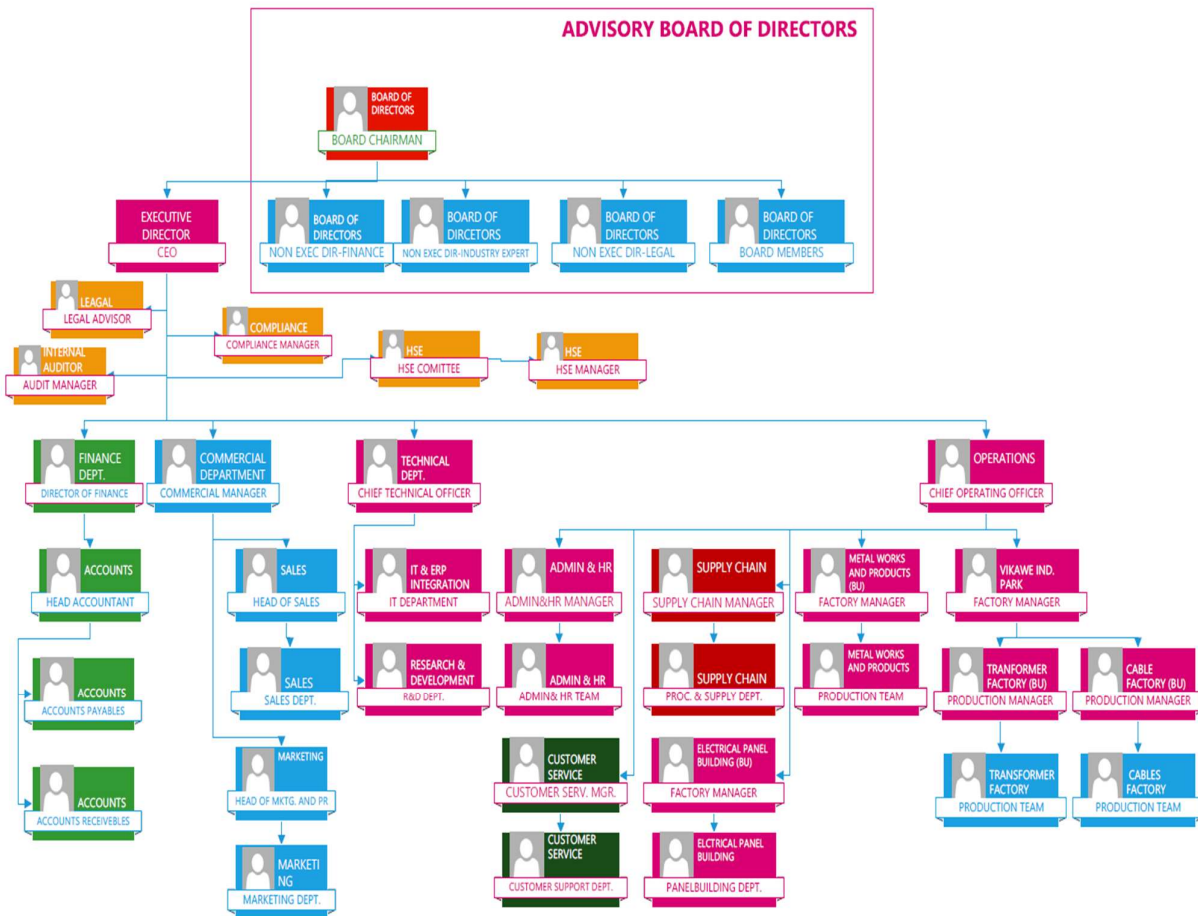 ADVISORY BOARD OF DIRECTORS
BOARD OF
DIRECTORS
BOARD CHAIRMAN
EXECUTIVE
DIRECTOR
CEO
BOARD OF
DIRECTORS
NON EXEC DIR-FINANCE
BOARD OF
DIRCETORS
NON EXEC DIR-INDUSTRY EXPERT
BOARD OF
DIRECTORS
NON EXEC DIR-LEGAL
BOARD OF
DIRECTORS
BOARD MEMBERS
LEAGAL
LEGAL ADVISOR
COMPLIANCE
COMPLIANCE MANAGER
INTERNAL
AUDITOR
AUDIT MANAGER
HSE
HSE COMITTEE
HSE
HSE MANAGER
FINANCE
DEPT.
DIRECTOR OF FINANCE
COMMERCIAL
DEPARTMENT
COMMERCIAL MANAGER
TECHNICAL
DEPT.
CHIEF TECHNICAL OFFICER
OPERATIONS
CHIEF OPERATING OFFICER
ACCOUNTS
HEAD ACCOUNTANT
SALES
HEAD OF SALES
IT & ERP
INTEGRATION
IT DEPARTMENT
ADMIN & HR
ADMIN&HR MANAGER
SUPPLY CHAIN
SUPPLY CHAIN MANAGER
METAL WORKS
AND PRODUCTS
(BU)
FACTORY MANAGER
VIKAWE IND.
PARK
FACTORY MANAGER
ACCOUNTS
ACCOUNTS PAYABLES
SALES
SALES DEPT.
RESEARCH &
DEVELOPMENT
R&D DEPT.
ADMIN & HR
ADMIN& HR TEAM
SUPPLY CHAIN
PROC. & SUPPLY DEPT.
METAL WORKS
AND PRODUCTS
PRODUCTION TEAM
TRANFORMER
FACTORY (BU)
PRODUCTION MANAGER
CABLE
FACTORY (BU)
PRODUCTION MANAGER
ACCOUNTS
ACCOUNTS RECEIVEBLES
MARKETING
HEAD OF MKTG. AND PR
CUSTOMER
SERVICE
CUSTOMER SERV. MGR.
ELECTRICAL PANEL
BUILDING (BU)
FACTORY MANAGER
TRANSFORMER
FACTORY
PRODUCTION TEAM
CABLES
FACTORY
PRODUCTION TEAM
MARKETI
NG
MARKETING DEPT.
CUSTOMER
SERVICE
CUSTOMER SUPPORT DEPT.
ELCTRICAL PANEL
BUILDING
PANELBUILDING DEPT.